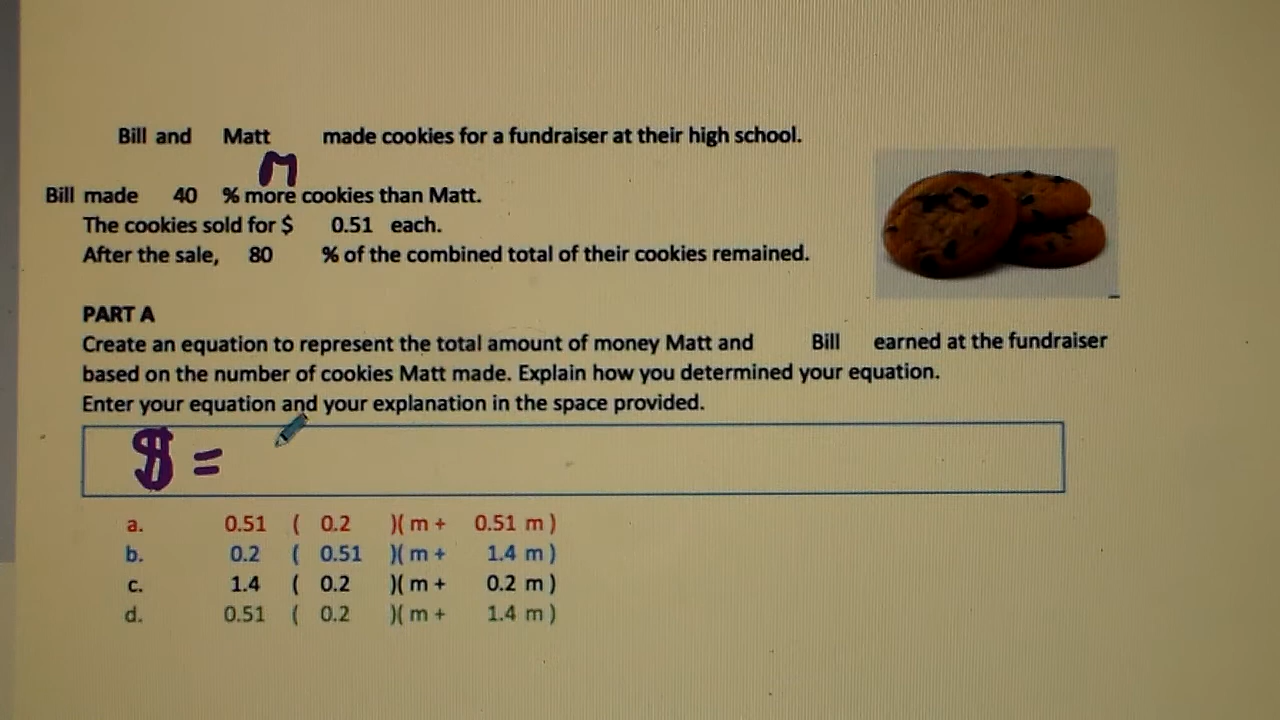 Bill and Matt made cookies for a fundraiser at their high school.
M
Bill made 40 % more cookies than Matt.
The cookies sold for $ 0.51 each.
After the sale, 80 % of the combined total of their cookies remained.
PART A
Create an equation to represent the total amount of money Matt and Bill earned at the fundraiser
based on the number of cookies Matt made. Explain how you determined your equation.
Enter your equation and your explanation in the space provided.
$ =
a. 0.51 ( 0.2 )( m + 0.51 m )
b. 0.2 ( 0.51 )( m + 1.4 m )
c. 1.4 ( 0.2 )( m + 0.2 m )
d. 0.51 ( 0.2 )( m + 1.4 m )